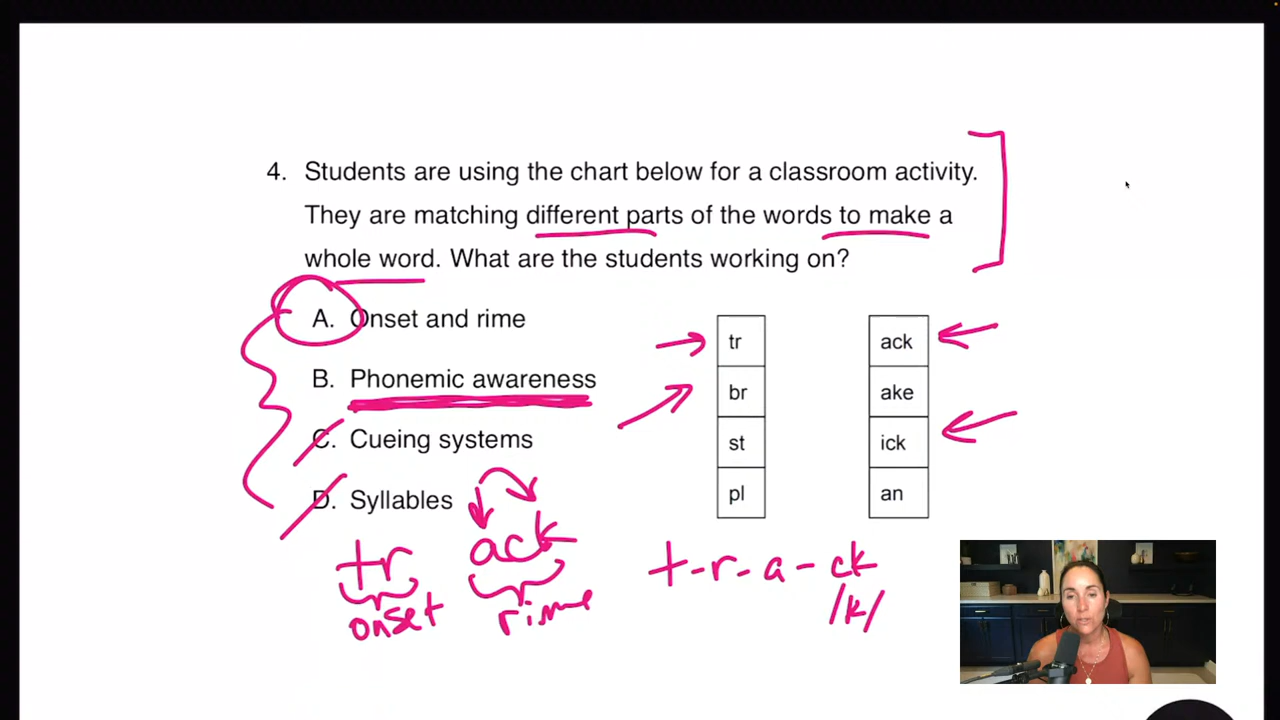 4. Students are using the chart below for a classroom activity.
They are matching different parts of the words to make a
whole word. What are the students working on?
A. Onset and rime
B. Phonemic awareness
C. Cueing systems
D. Syllables
tr ack
br ake
st ick
pl an
tr ack
onset rime
t-r-a-ck
/k/